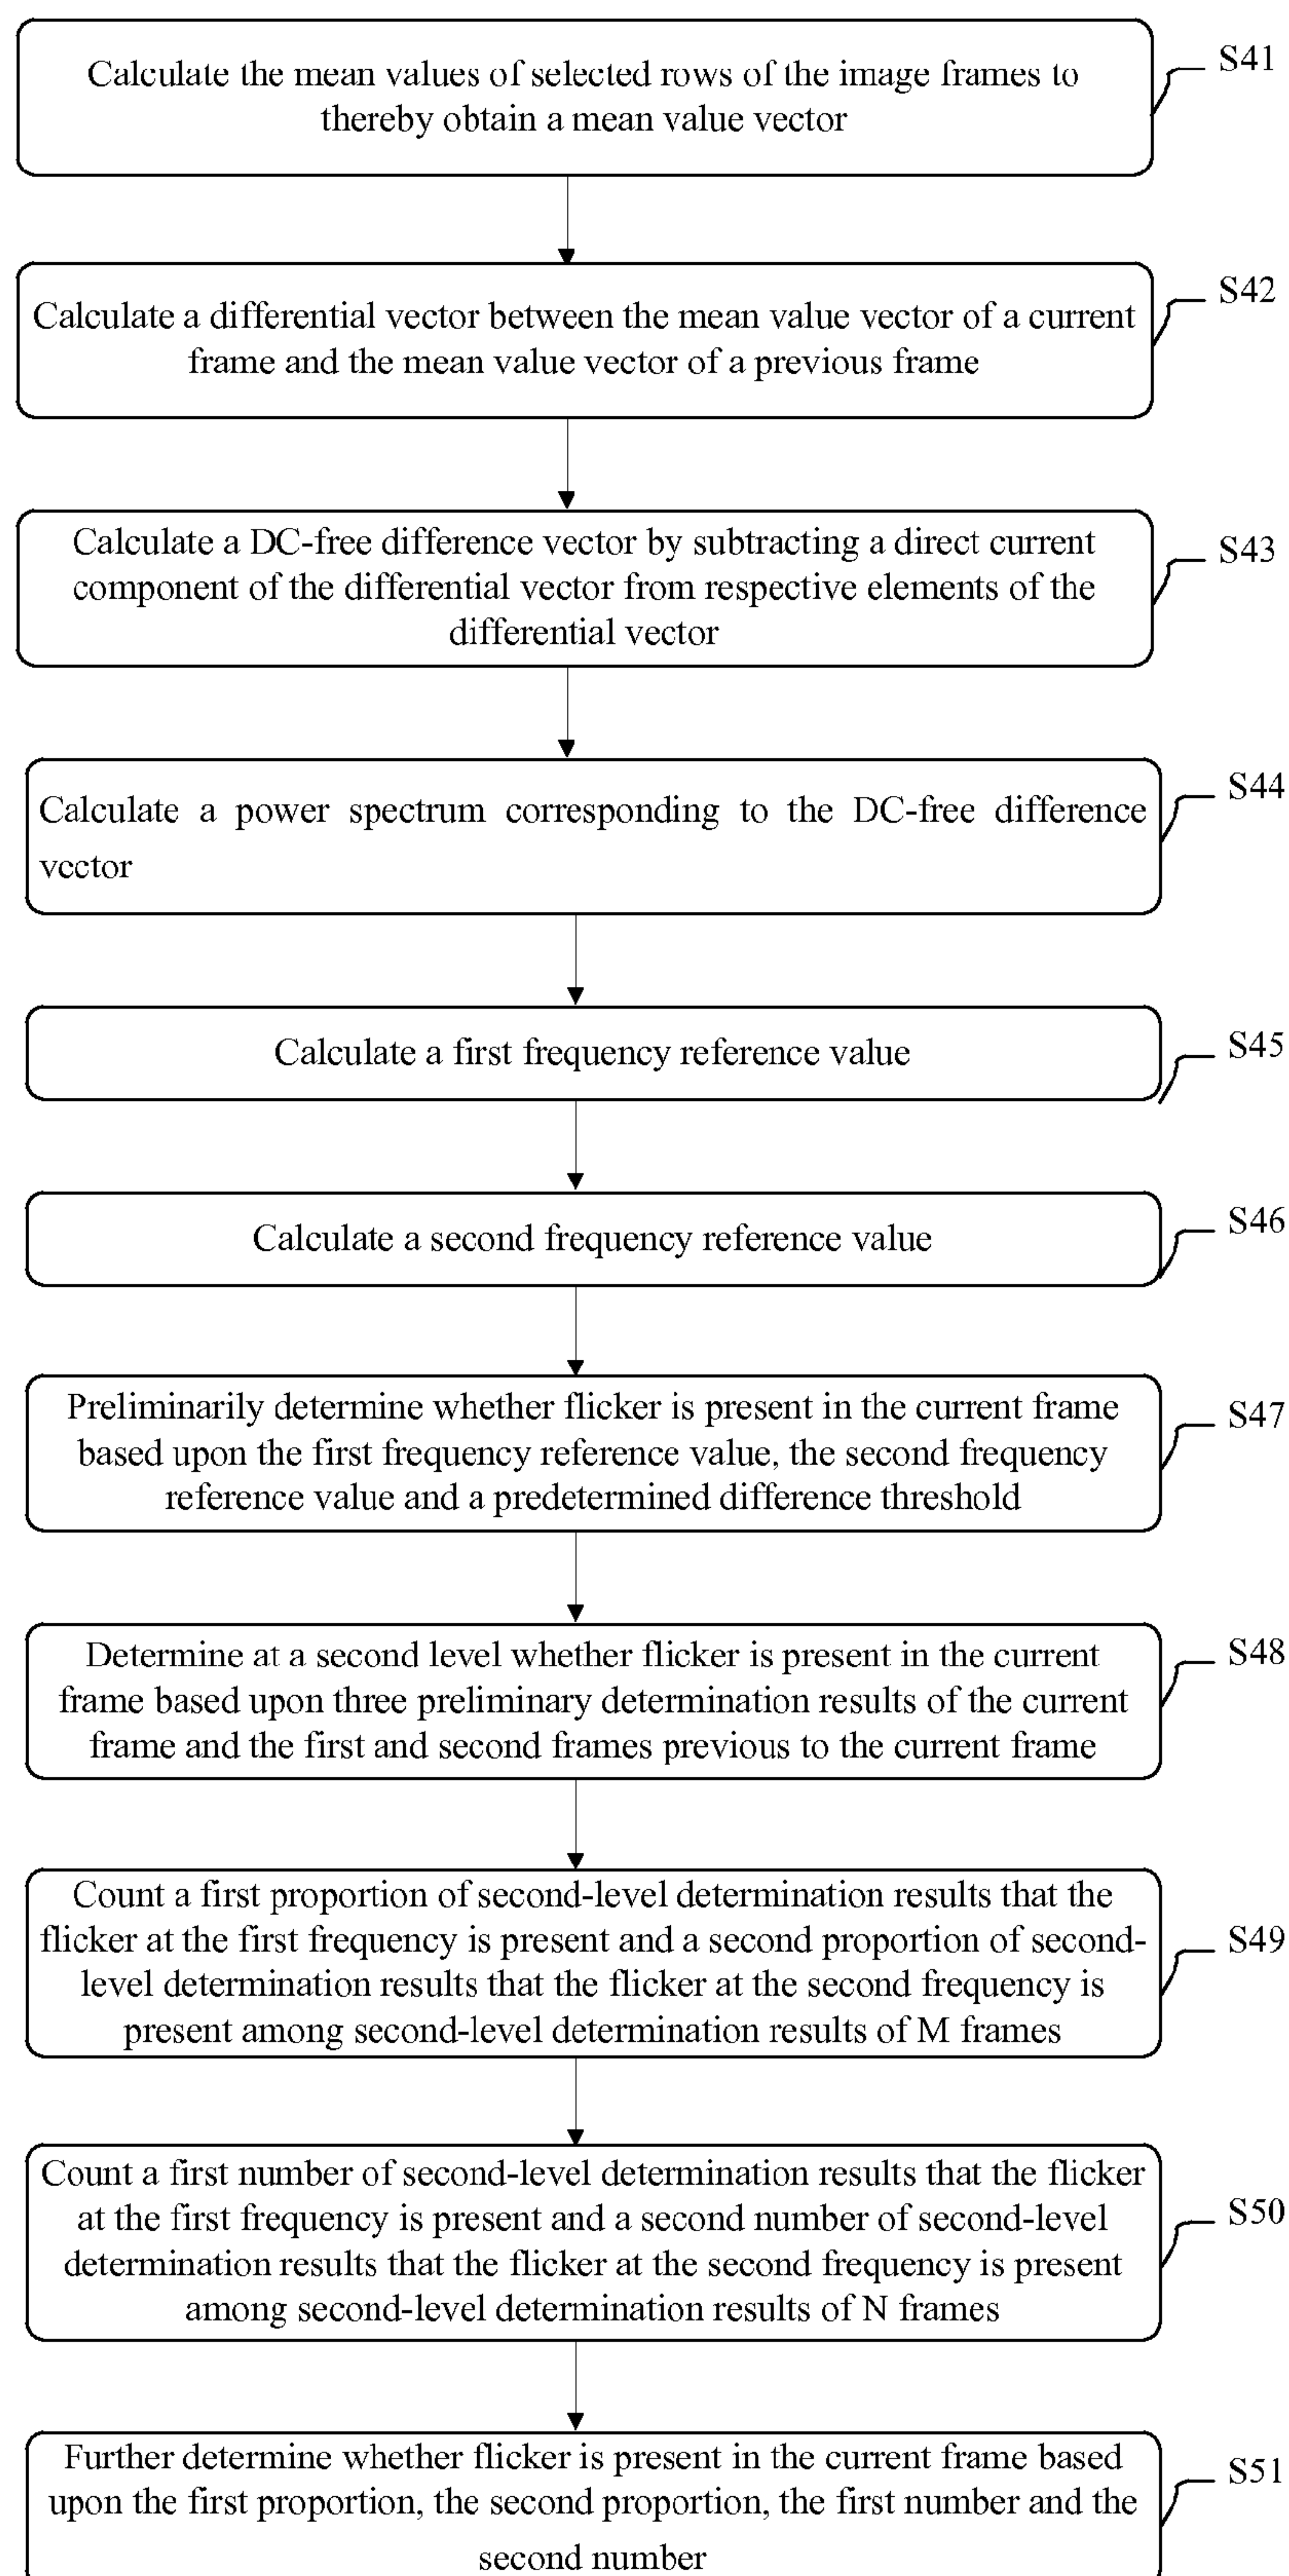 Calculate the mean values of selected rows of the image frames to
thereby obtain a mean value vector
S41
Calculate a differential vector between the mean value vector of a current
frame and the mean value vector of a previous frame
S42
Calculate a DC-free difference vector by subtracting a direct current
component of the differential vector from respective elements of the
differential vector
S43
Calculate a power spectrum corresponding to the DC-free difference
vector
S44
Calculate a first frequency reference value
S45
Calculate a second frequency reference value
S46
Preliminarily determine whether flicker is present in the current frame
based upon the first frequency reference value, the second frequency
reference value and a predetermined difference threshold
S47
Determine at a second level whether flicker is present in the current
frame based upon three preliminary determination results of the current
frame and the first and second frames previous to the current frame
S48
Count a first proportion of second-level determination results that the
flicker at the first frequency is present and a second proportion of second-
level determination results that the flicker at the second frequency is
present among second-level determination results of M frames
S49
Count a first number of second-level determination results that the flicker
at the first frequency is present and a second number of second-level
determination results that the flicker at the second frequency is present
among second-level determination results of N frames
S50
Further determine whether flicker is present in the current frame based
upon the first proportion, the second proportion, the first number and the
second number
S51